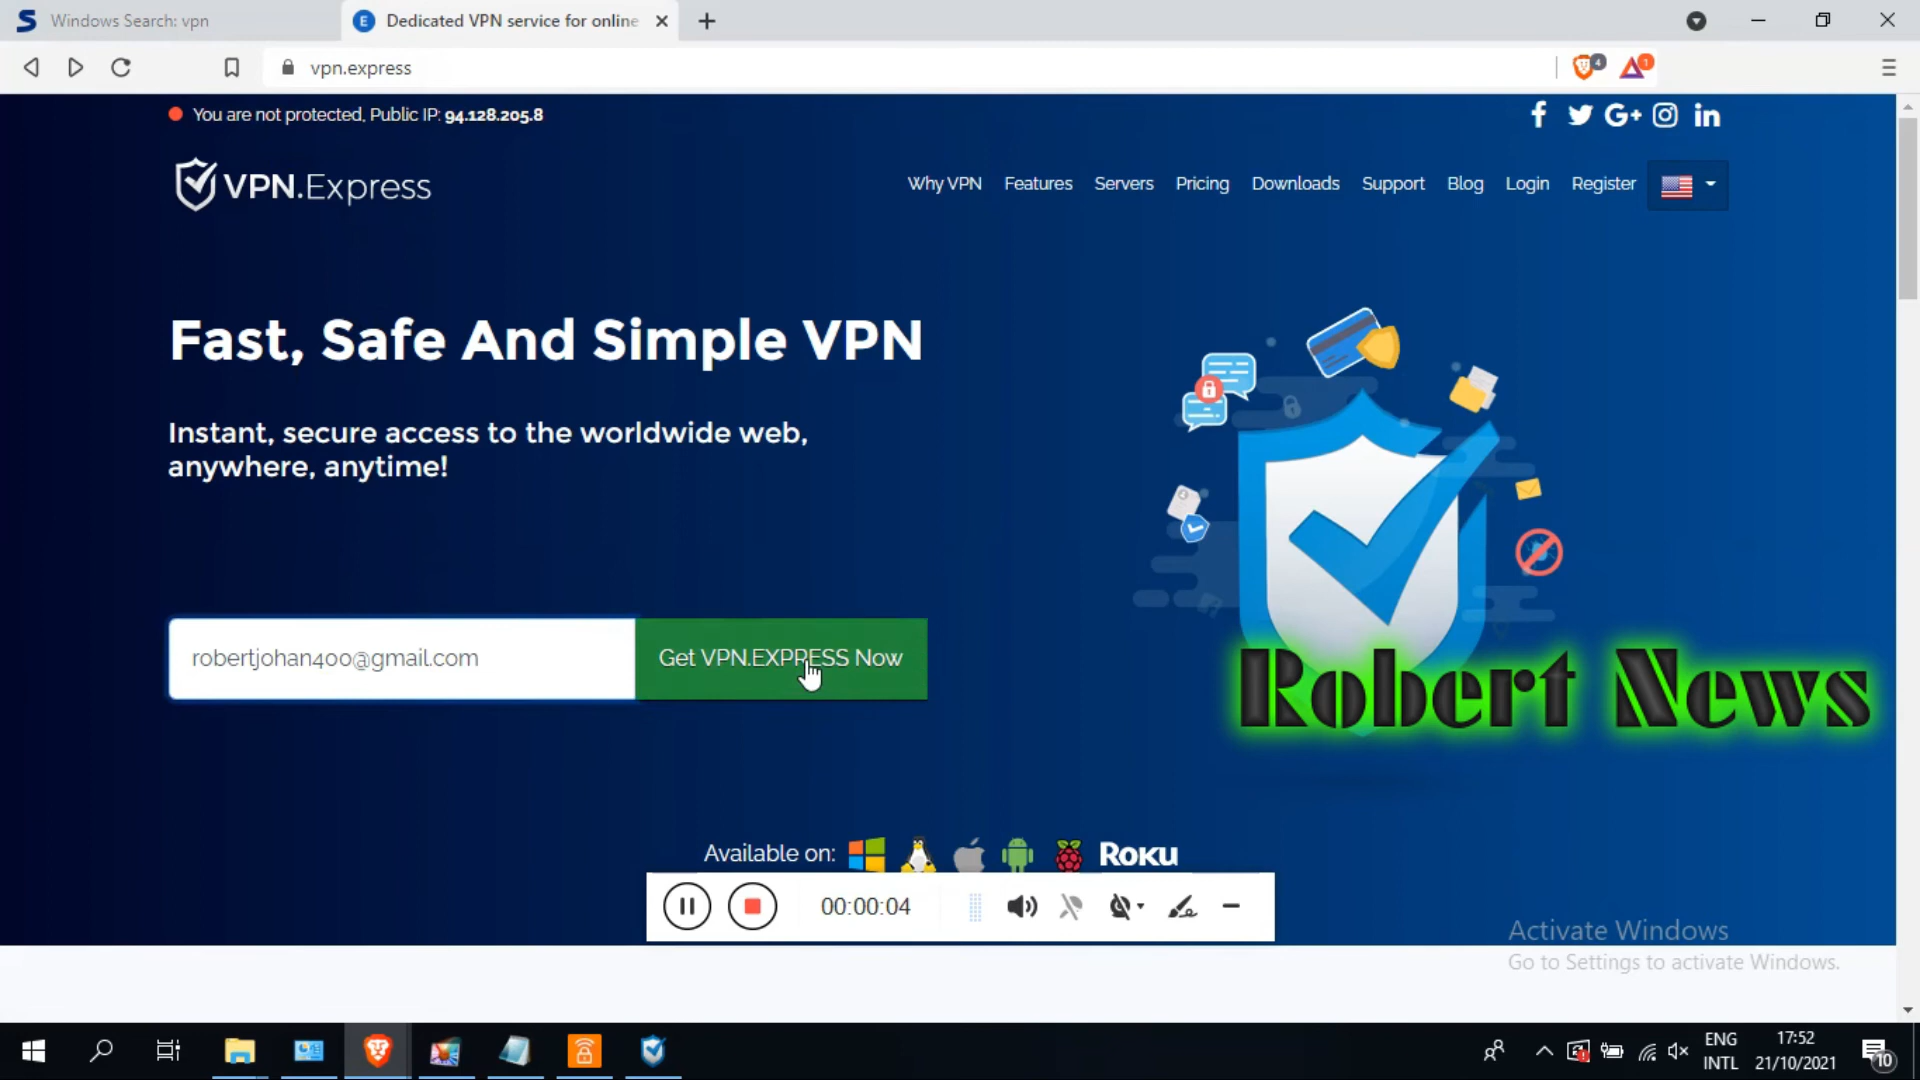 Windows Search: vpn
Dedicated VPN service for online
vpn.express
4
1
You are not protected, Public IP: 94.128.205.8
VPN.Express
Why VPN Features Servers Pricing Downloads Support Blog Login Register
Fast, Safe And Simple VPN
Instant, secure access to the worldwide web,
anywhere, anytime!
robertjohan400@gmail.com
Get VPN.EXPRESS Now
Robert News
Available on:
ROKU
00:00:04
Activate Windows
Go to Settings to activate Windows.
ENG
INTL
17:52
21/10/2021
10